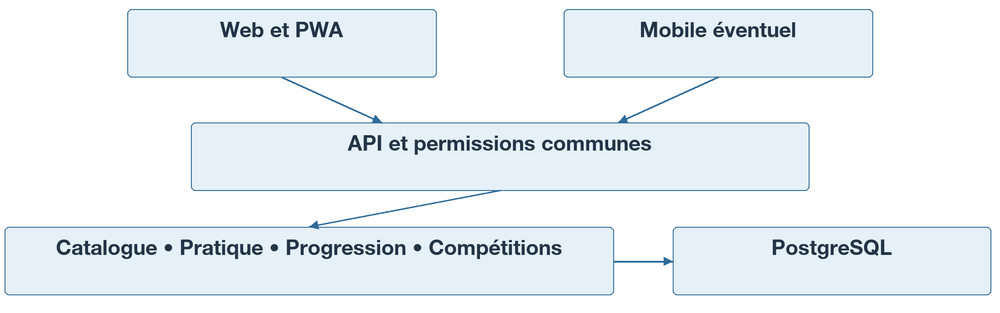 Web et PWA
Mobile éventuel
API et permissions communes
Catalogue • Pratique • Progression • Compétitions
PostgreSQL